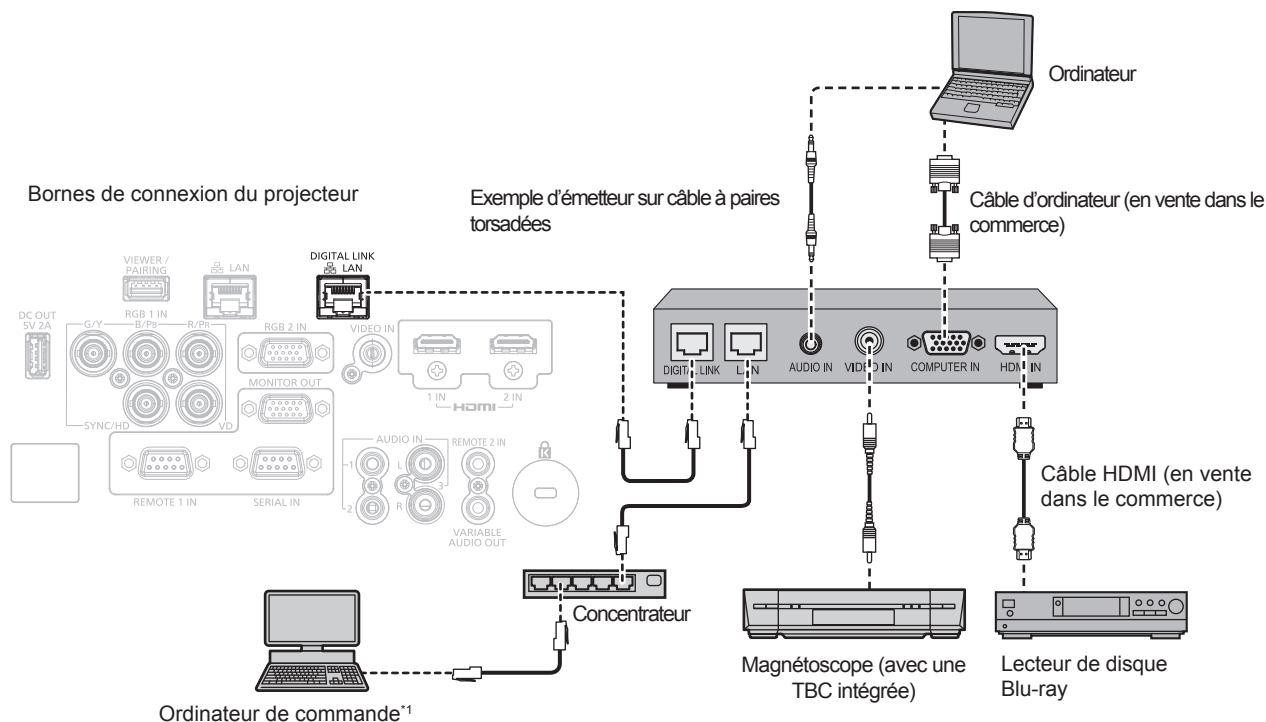 Ordinateur
Bornes de connexion du projecteur
Exemple d'émetteur sur câble à paires
torsadées
Câble d'ordinateur (en vente dans le
commerce)
VIEWER /
PAIRING
LAN
DIGITAL LINK
LAN
DC OUT
5V 2A
RGB 1 IN
G/Y
B/PB
R/PR
RGB 2 IN
VIDEO IN
MONITOR OUT
1 IN
HDMI
2 IN
SYNC/HD
VD
AUDIO IN
REMOTE 2 IN
1
L
3
2
R
K
REMOTE 1 IN
SERIAL IN
VARIABLE
AUDIO OUT
DIGITAL LINK
LAN
AUDIO IN
VIDEO IN
COMPUTER IN
HDMI IN
Câble HDMI (en vente
dans le commerce)
Concentrateur
Magnétoscope (avec une
TBC intégrée)
Lecteur de disque
Blu-ray
Ordinateur de commande*1